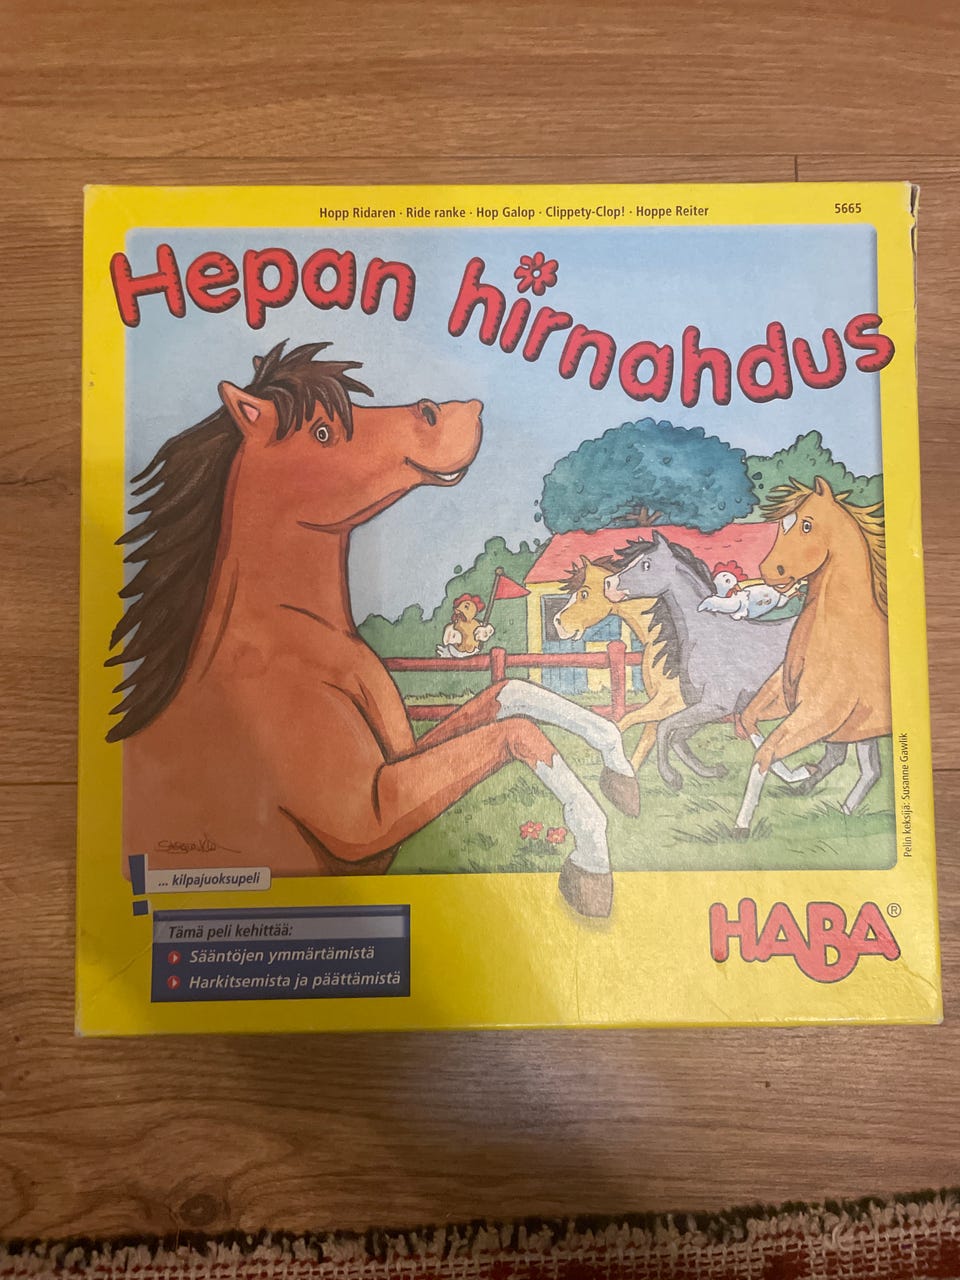 Hopp Ridaren · Ride ranke · Hop Galop · Clippety-Clop! · Hoppe Reiter
5665
Hepan hirnahdus
Pelin keksijä: Susanne Gawlik
... kilpajuoksupeli
Tämä peli kehittää:
Sääntöjen ymmärtämistä
Harkitsemista ja päättämistä
HABA®